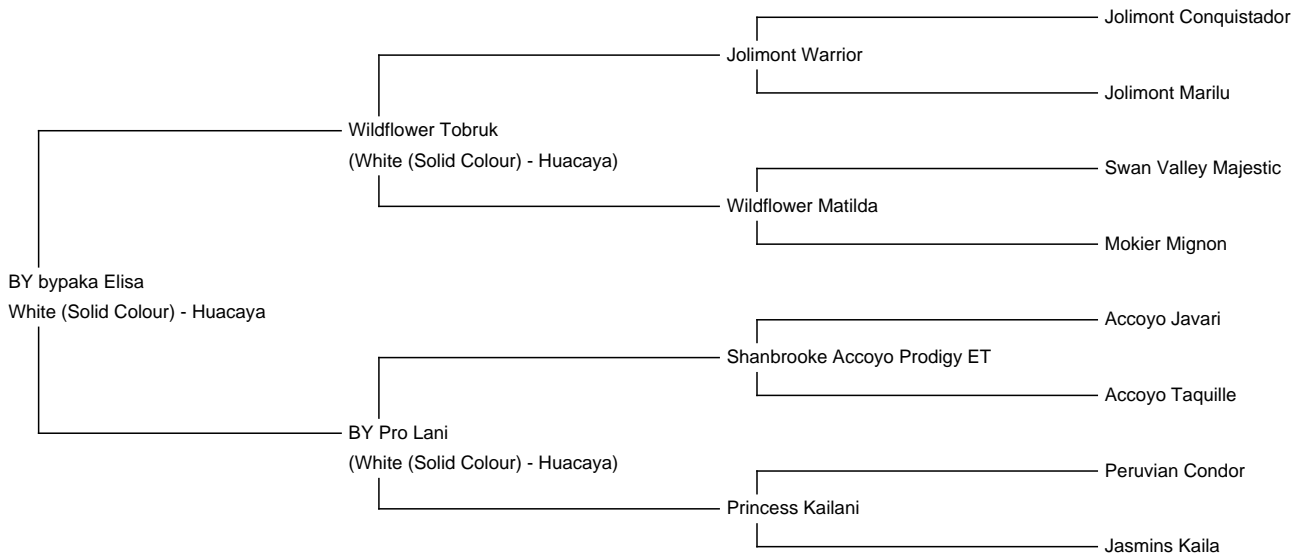 Jolimont Conquistador
Jolimont Warrior
Jolimont Marilu
Wildflower Tobruk
(White (Solid Colour) - Huacaya)
Swan Valley Majestic
Wildflower Matilda
Mokier Mignon
BY bypaka Elisa
White (Solid Colour) - Huacaya
Accoyo Javari
Shanbrooke Accoyo Prodigy ET
Accoyo Taquille
BY Pro Lani
(White (Solid Colour) - Huacaya)
Peruvian Condor
Princess Kailani
Jasmins Kaila